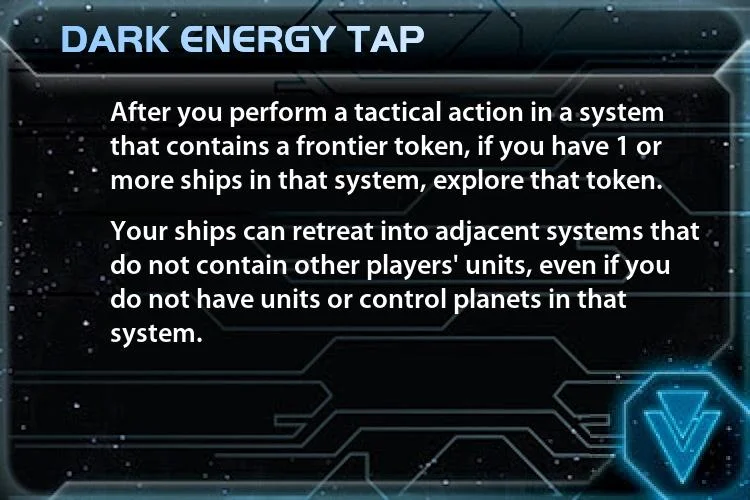 DARK ENERGY TAP
After you perform a tactical action in a system
that contains a frontier token, if you have 1 or
more ships in that system, explore that token.
Your ships can retreat into adjacent systems that
do not contain other players' units, even if you
do not have units or control planets in that
system.